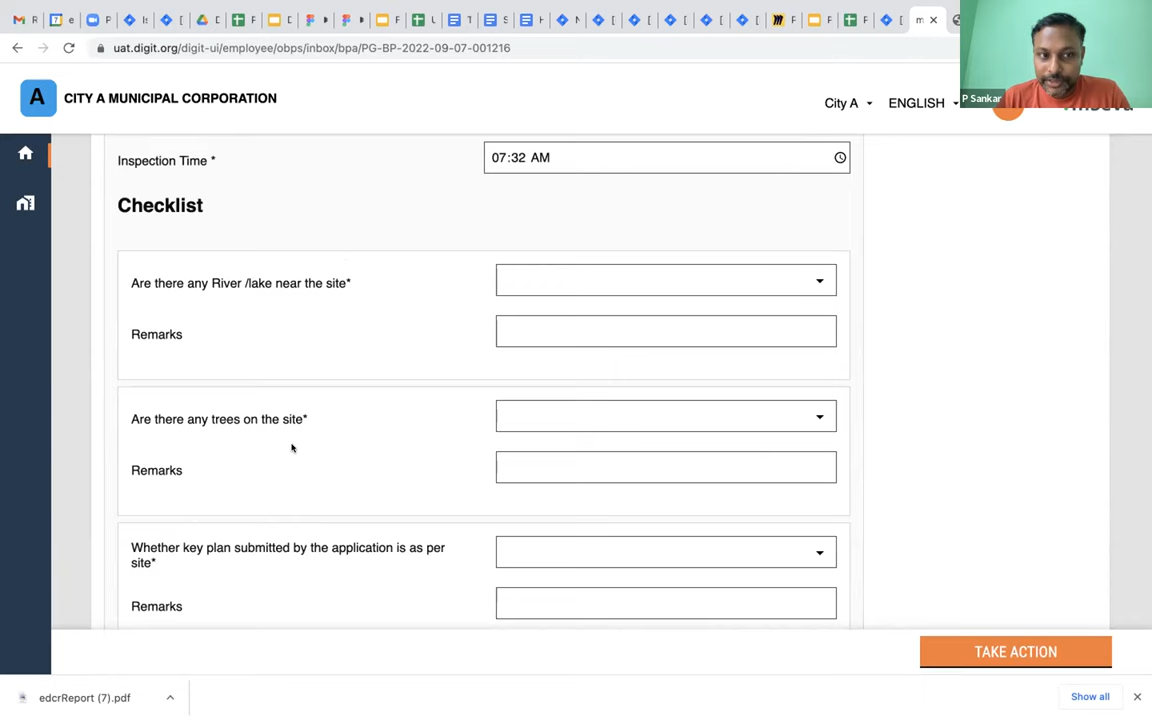 uat.digit.org/digit-ui/employee/obps/inbox/bpa/PG-BP-2022-09-07-001216
P Sankar
A CITY A MUNICIPAL CORPORATION
City A
ENGLISH
Inspection Time *
07:32 AM
Checklist
Are there any River /lake near the site*
Remarks
Are there any trees on the site*
Remarks
Whether key plan submitted by the application is as per
site*
Remarks
TAKE ACTION
edcrReport (7).pdf
Show all